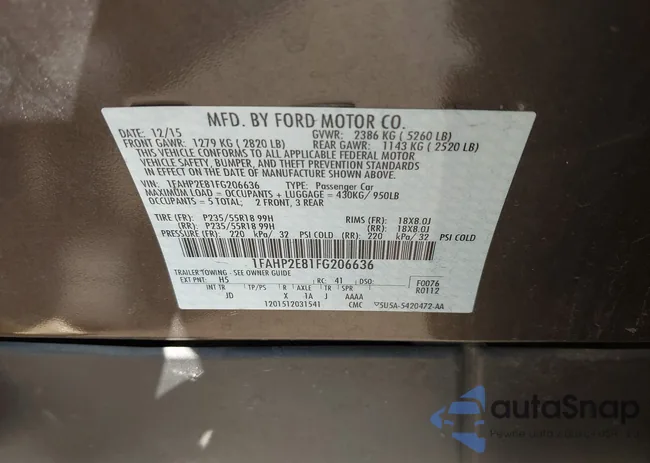 MFD. BY FORD MOTOR CO.
DATE: 12/15 GVWR: 2386 KG ( 5260 LB)
FRONT GAWR: 1279 KG ( 2820 LB) REAR GAWR: 1143 KG ( 2520 LB)
THIS VEHICLE CONFORMS TO ALL APPLICABLE FEDERAL MOTOR
VEHICLE SAFETY, BUMPER, AND THEFT PREVENTION STANDARDS
IN EFFECT ON THE DATE OF MANUFACTURE SHOWN ABOVE.
VIN: 1FAHP2E81FG206636 TYPE: Passenger Car
MAXIMUM LOAD = OCCUPANTS + LUGGAGE = 430KG/ 950LB
OCCUPANTS = 5 TOTAL; 2 FRONT, 3 REAR
TIRE (FR): P235/55R18 99H RIMS (FR): 18X8.0J
(RR): P235/55R18 99H (RR): 18X8.0J
PRESSURE (FR): 220 kPa/ 32 PSI COLD (RR): 220 kPa/ 32 PSI COLD
1FAHP2E81FG206636
TRAILER TOWING - SEE OWNER GUIDE
EXT PNT: H5 RC: 41 DSO: F0076
R0112
INT TR TP/PS R AXLE TR SPR
JD X 1A J AAAA
1201512031541 CMC 5U5A-5420472-AA
autoSnap